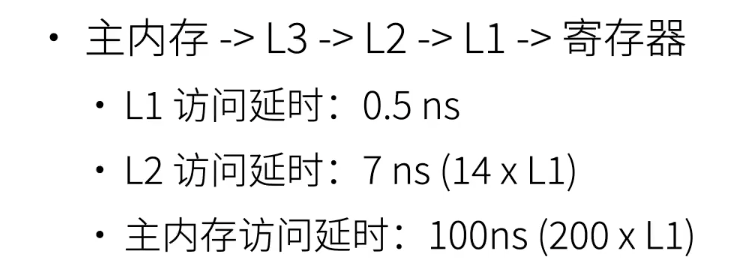 • 主内存 -> L3 -> L2 -> L1 -> 寄存器
• L1 访问延时：0.5 ns
• L2 访问延时：7 ns (14 x L1)
• 主内存访问延时：100ns (200 x L1)